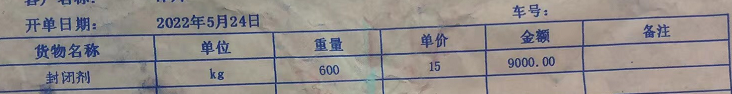 开单日期: 2022年5月24日 车号:
货物名称 单位 重量 单价 金额 备注
封闭剂 kg 600 15 9000.00